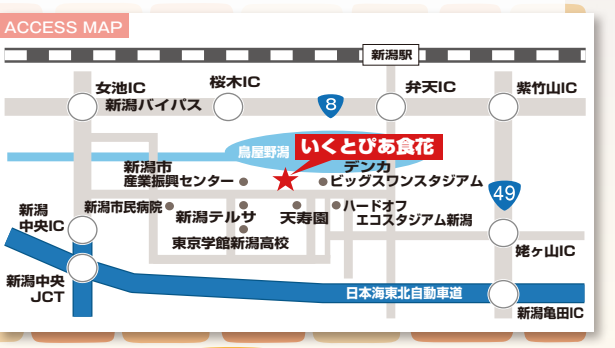 ACCESS MAP
新潟駅
女池IC
桜木IC
弁天IC
紫竹山IC
新潟バイパス
8
鳥屋野潟
いくとぴあ食花
新潟市
産業振興センター
デンカ
ビッグスワンスタジアム
49
新潟市民病院
新潟テルサ
天寿園
ハードオフ
エコスタジアム新潟
新潟
中央IC
東京学館新潟高校
姥ヶ山IC
新潟中央
JCT
日本海東北自動車道
新潟亀田IC